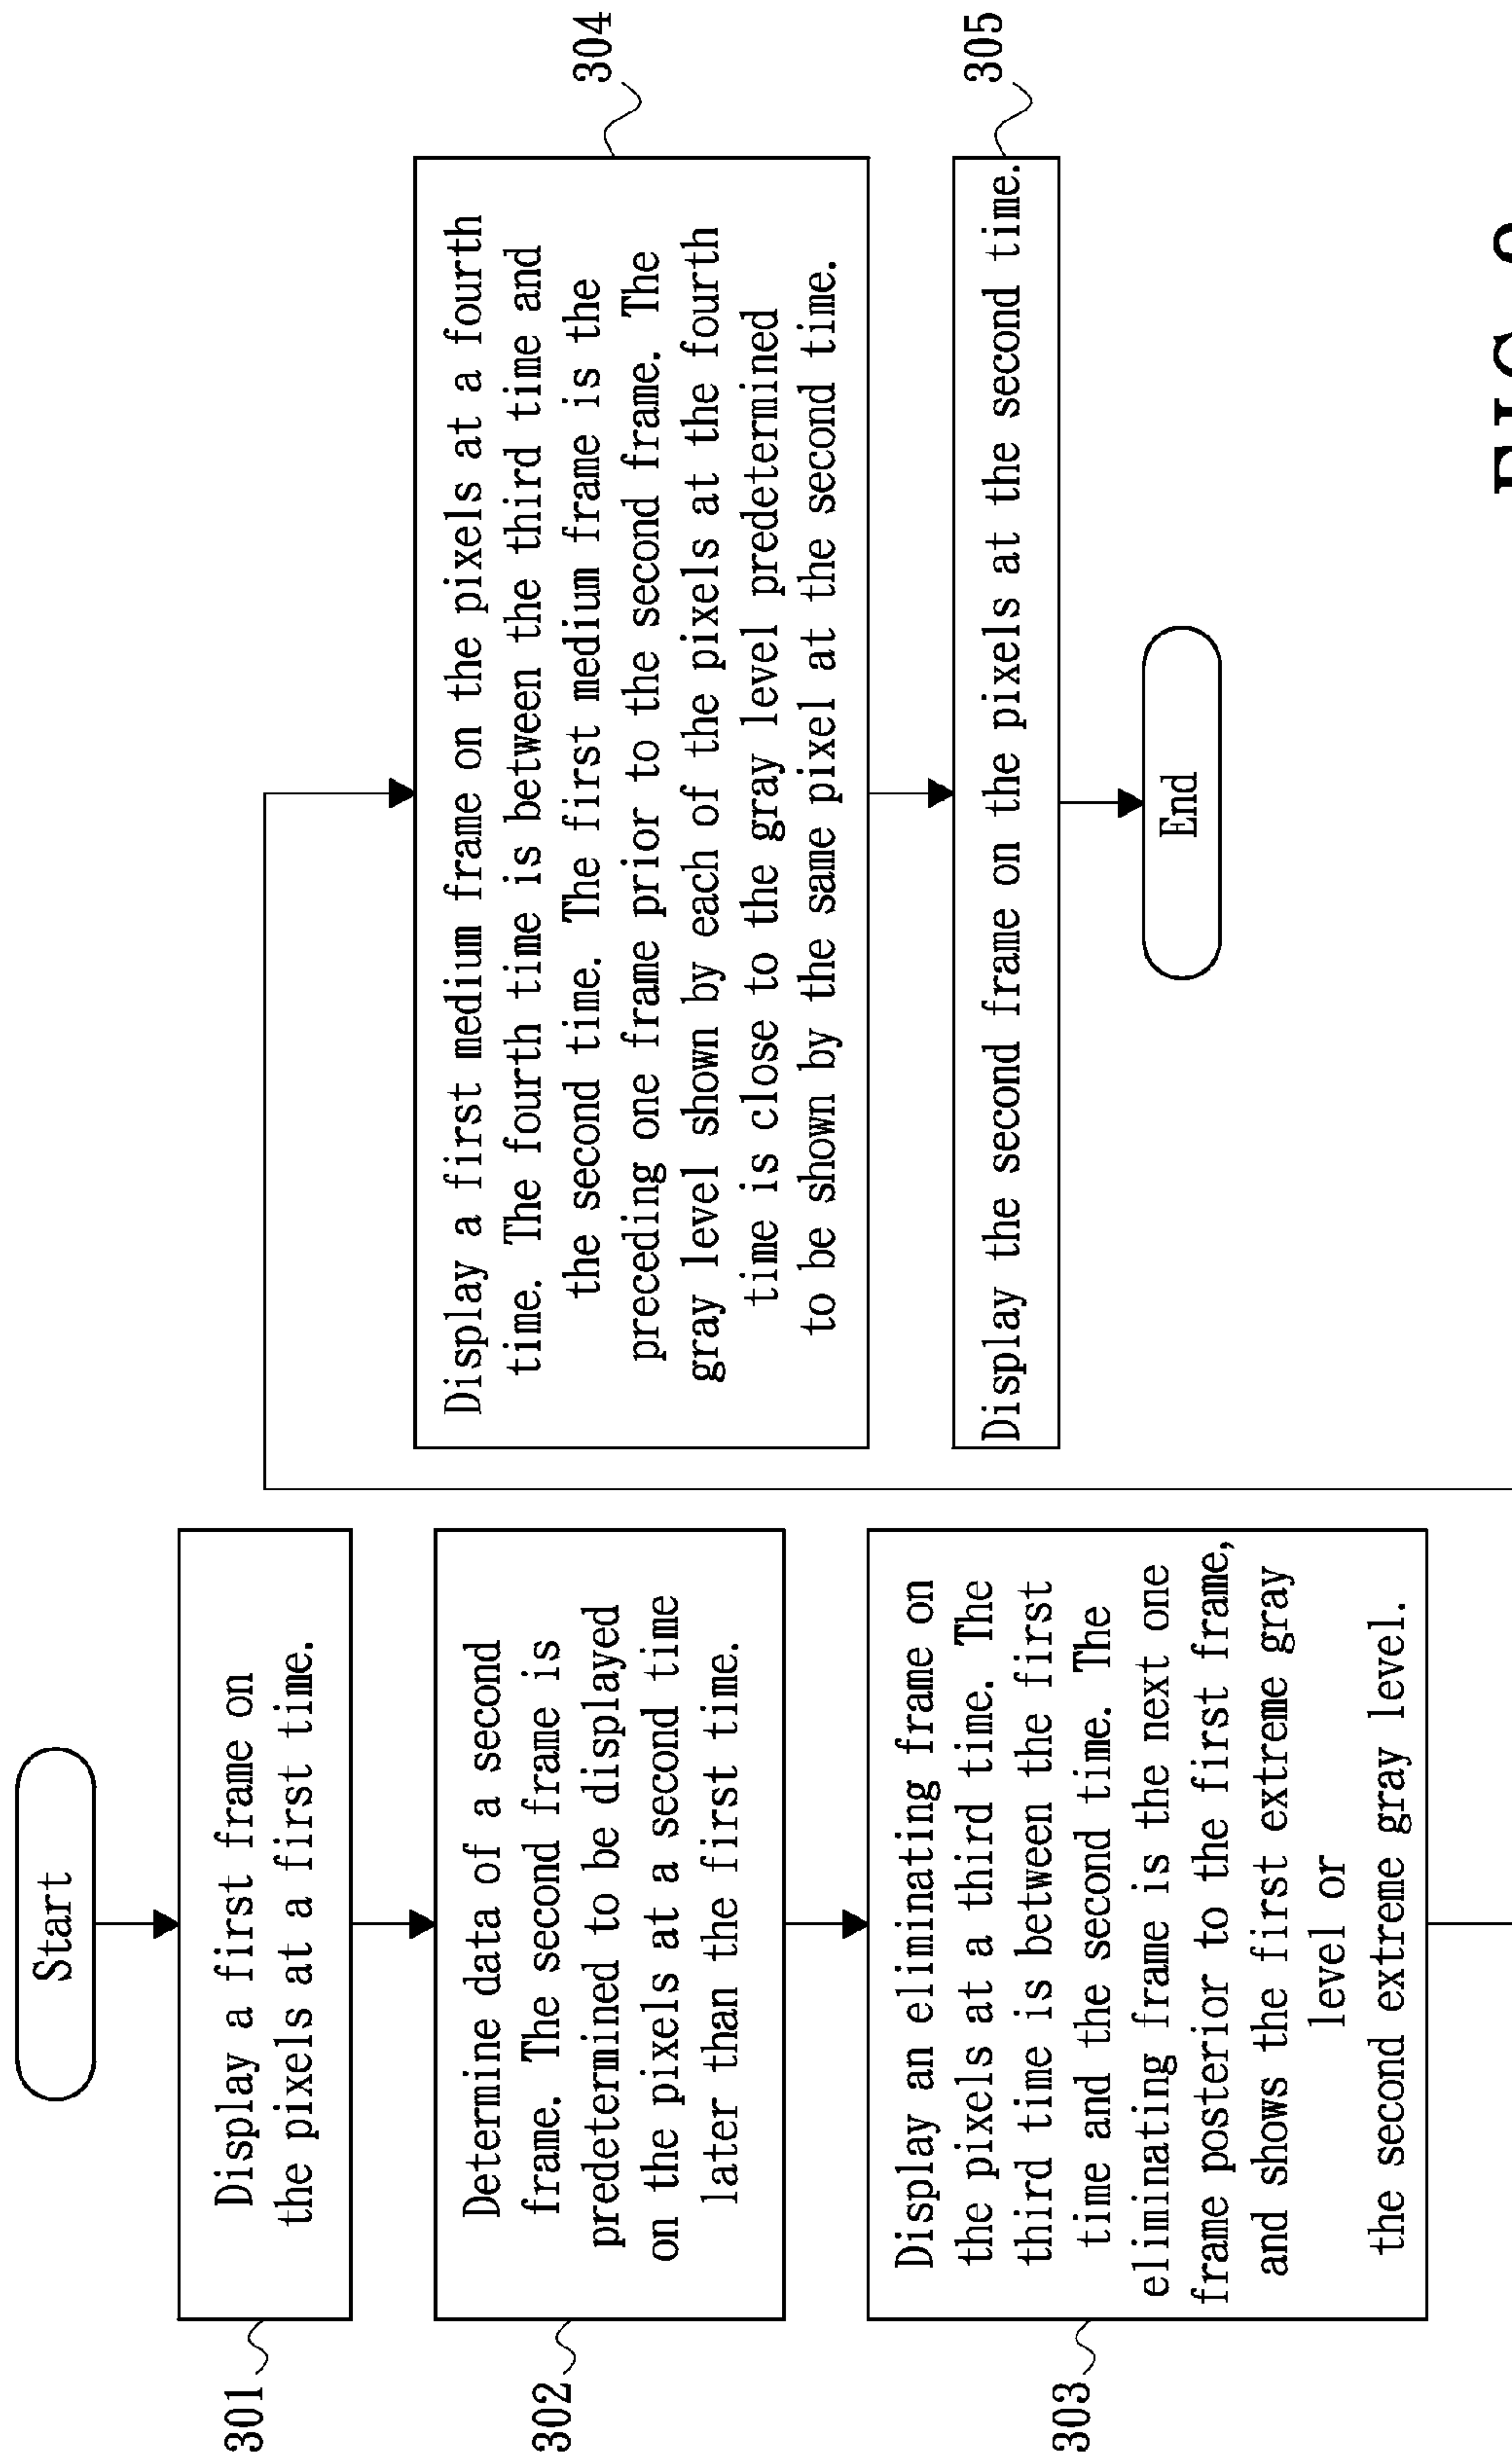 Start
301
Display a first frame on
the pixels at a first time.
302
Determine data of a second
frame. The second frame is
predetermined to be displayed
on the pixels at a second time
later than the first time.
303
Display an eliminating frame on
the pixels at a third time. The
third time is between the first
time and the second time. The
eliminating frame is the next one
frame posterior to the first frame,
and shows the first extreme gray
level or
the second extreme gray level.
304
Display a first medium frame on the pixels at a fourth
time. The fourth time is between the third time and
the second time. The first medium frame is the
preceding one frame prior to the second frame. The
gray level shown by each of the pixels at the fourth
time is close to the gray level predetermined
to be shown by the same pixel at the second time.
305
Display the second frame on the pixels at the second time.
End